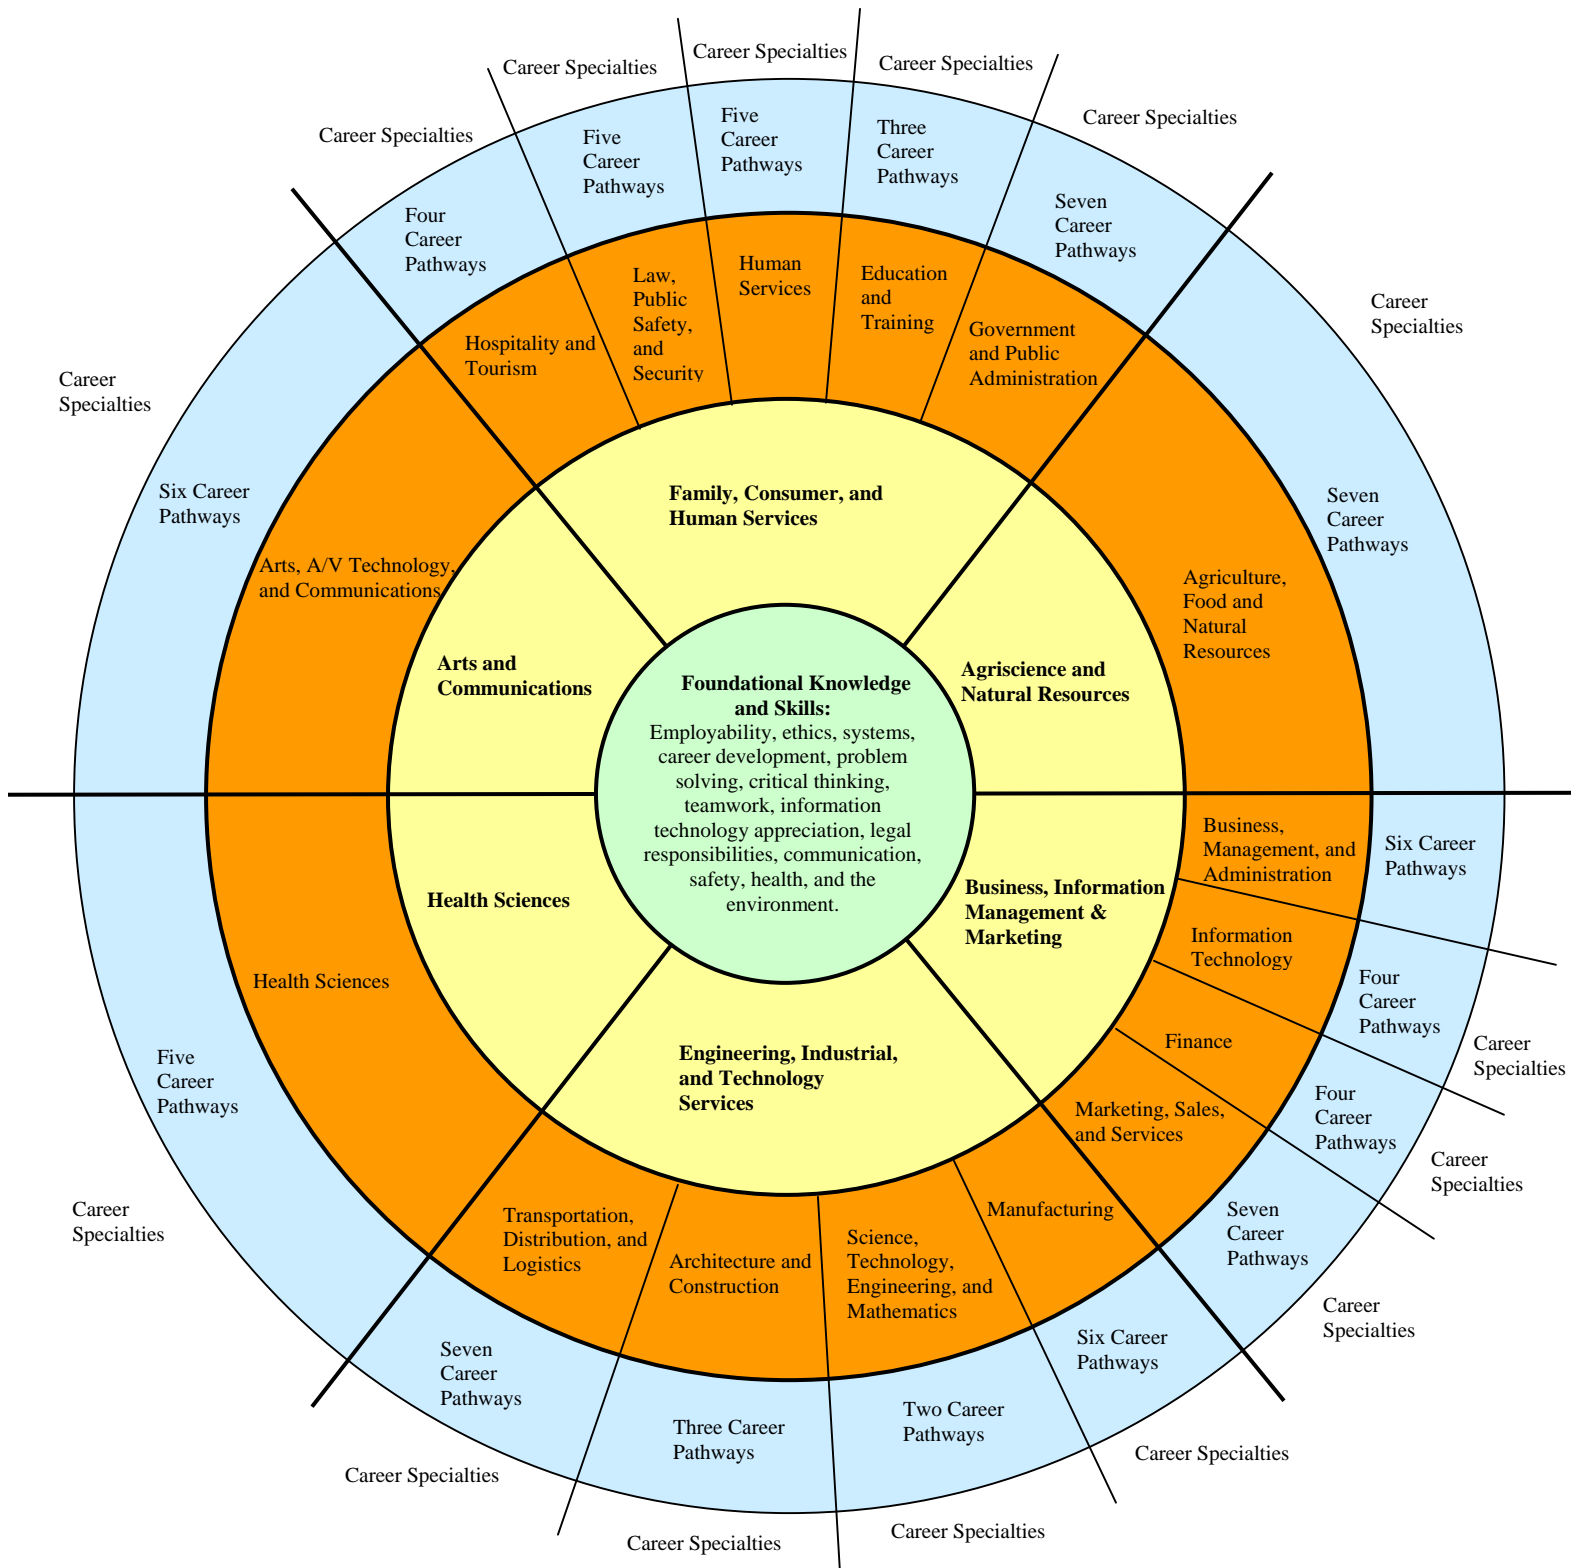 Career Specialties
Career Specialties
Career Specialties
Career Specialties
Career Specialties
Career
Specialties
Career
Specialties
Four
Career
Pathways
Five
Career
Pathways
Five
Career
Pathways
Three
Career
Pathways
Seven
Career
Pathways
Hospitality and
Tourism
Law,
Public
Safety,
and
Security
Human
Services
Education
and
Training
Government
and Public
Administration
Six Career
Pathways
Arts, A/V Technology,
and Communications
Family, Consumer, and
Human Services
Seven
Career
Pathways
Agriculture,
Food and
Natural
Resources
Arts and
Communications
Agriscience and
Natural Resources
Foundational Knowledge
and Skills:
Employability, ethics, systems,
career development, problem
solving, critical thinking,
teamwork, information
technology appreciation, legal
responsibilities, communication,
safety, health, and the
environment.
Health Sciences
Business, Information
Management &
Marketing
Business,
Management, and
Administration
Six Career
Pathways
Information
Technology
Four
Career
Pathways
Career
Specialties
Health Sciences
Five
Career
Pathways
Engineering, Industrial,
and Technology
Services
Finance
Four
Career
Pathways
Career
Specialties
Marketing, Sales,
and Services
Seven
Career
Pathways
Career
Specialties
Career
Specialties
Transportation,
Distribution, and
Logistics
Architecture and
Construction
Science,
Technology,
Engineering, and
Mathematics
Manufacturing
Seven
Career
Pathways
Three Career
Pathways
Two Career
Pathways
Six Career
Pathways
Career Specialties
Career Specialties
Career Specialties
Career Specialties